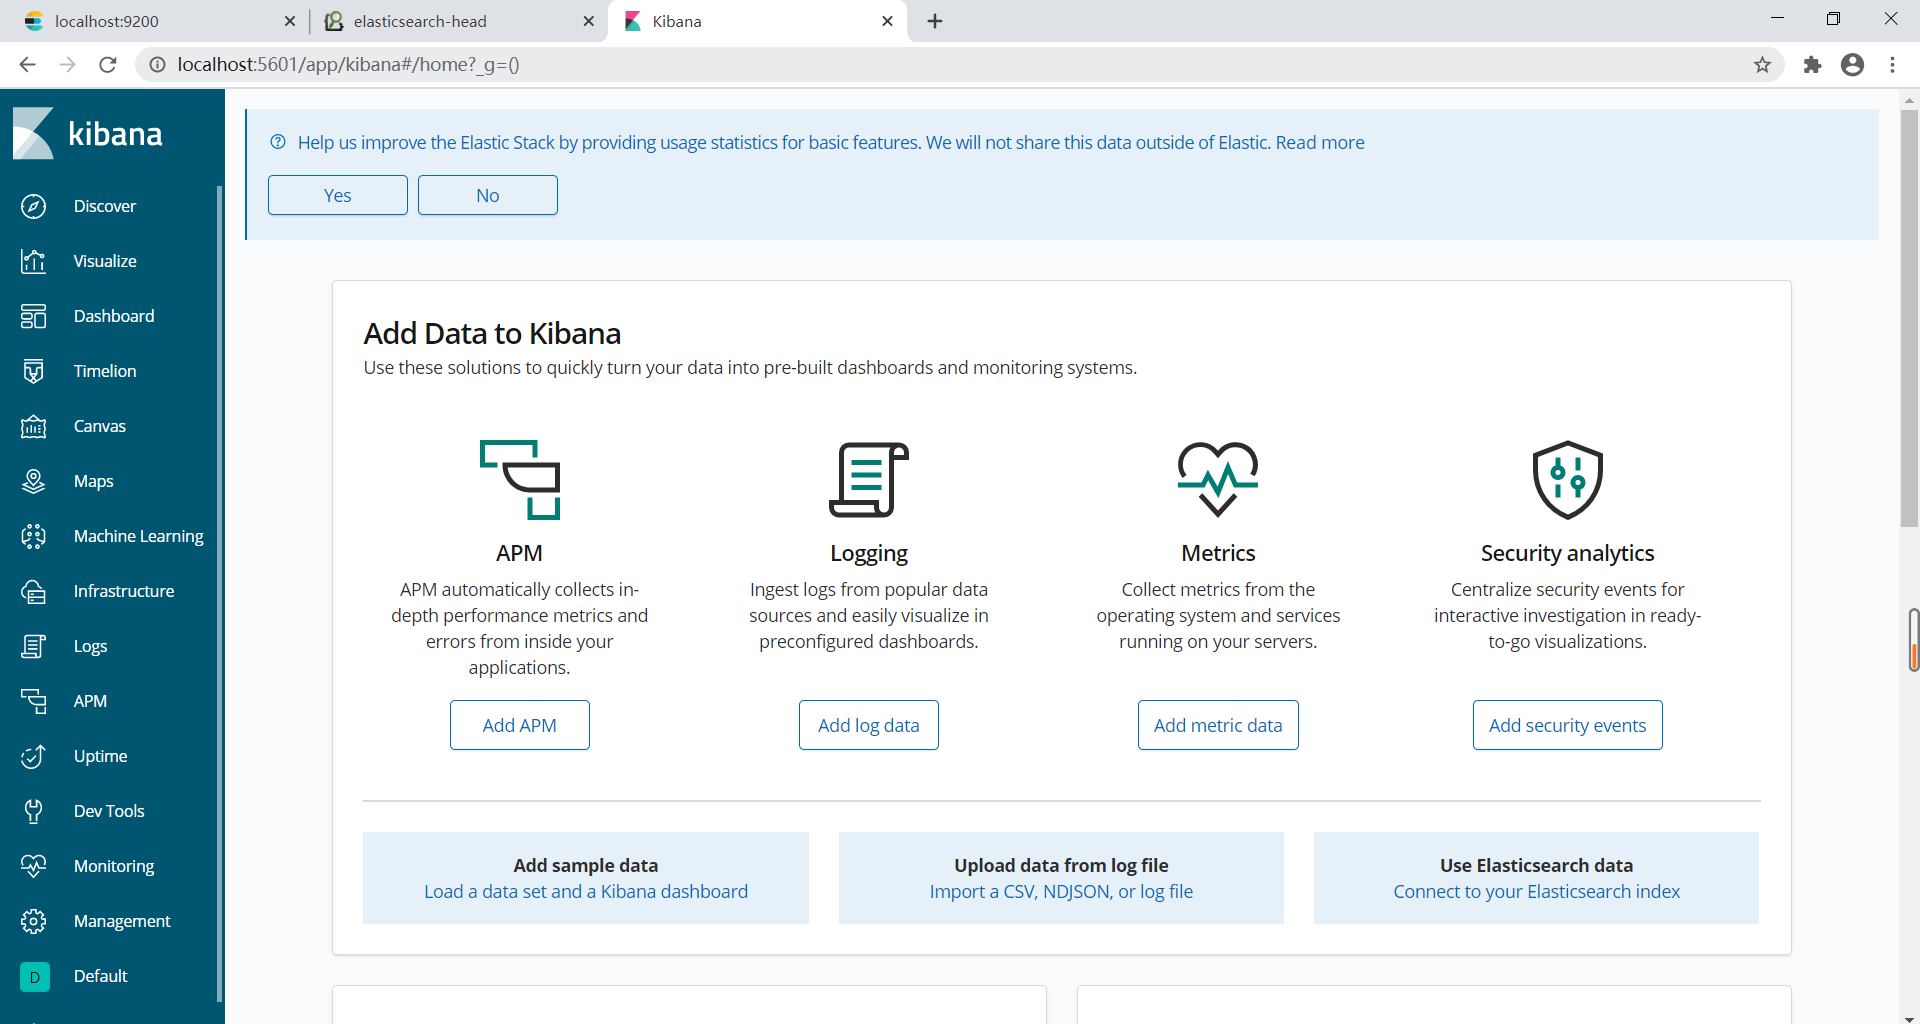 localhost:9200
elasticsearch-head
Kibana
localhost:5601/app/kibana#/home?_g=()
kibana
Discover
Visualize
Dashboard
Timelion
Canvas
Maps
Machine Learning
Infrastructure
Logs
APM
Uptime
Dev Tools
Monitoring
Management
D
Default
Help us improve the Elastic Stack by providing usage statistics for basic features. We will not share this data outside of Elastic. Read more
Yes
No
Add Data to Kibana
Use these solutions to quickly turn your data into pre-built dashboards and monitoring systems.
APM
APM automatically collects in-
depth performance metrics and
errors from inside your
applications.
Add APM
Logging
Ingest logs from popular data
sources and easily visualize in
preconfigured dashboards.
Add log data
Metrics
Collect metrics from the
operating system and services
running on your servers.
Add metric data
Security analytics
Centralize security events for
interactive investigation in ready-
to-go visualizations.
Add security events
Add sample data
Load a data set and a Kibana dashboard
Upload data from log file
Import a CSV, NDJSON, or log file
Use Elasticsearch data
Connect to your Elasticsearch index